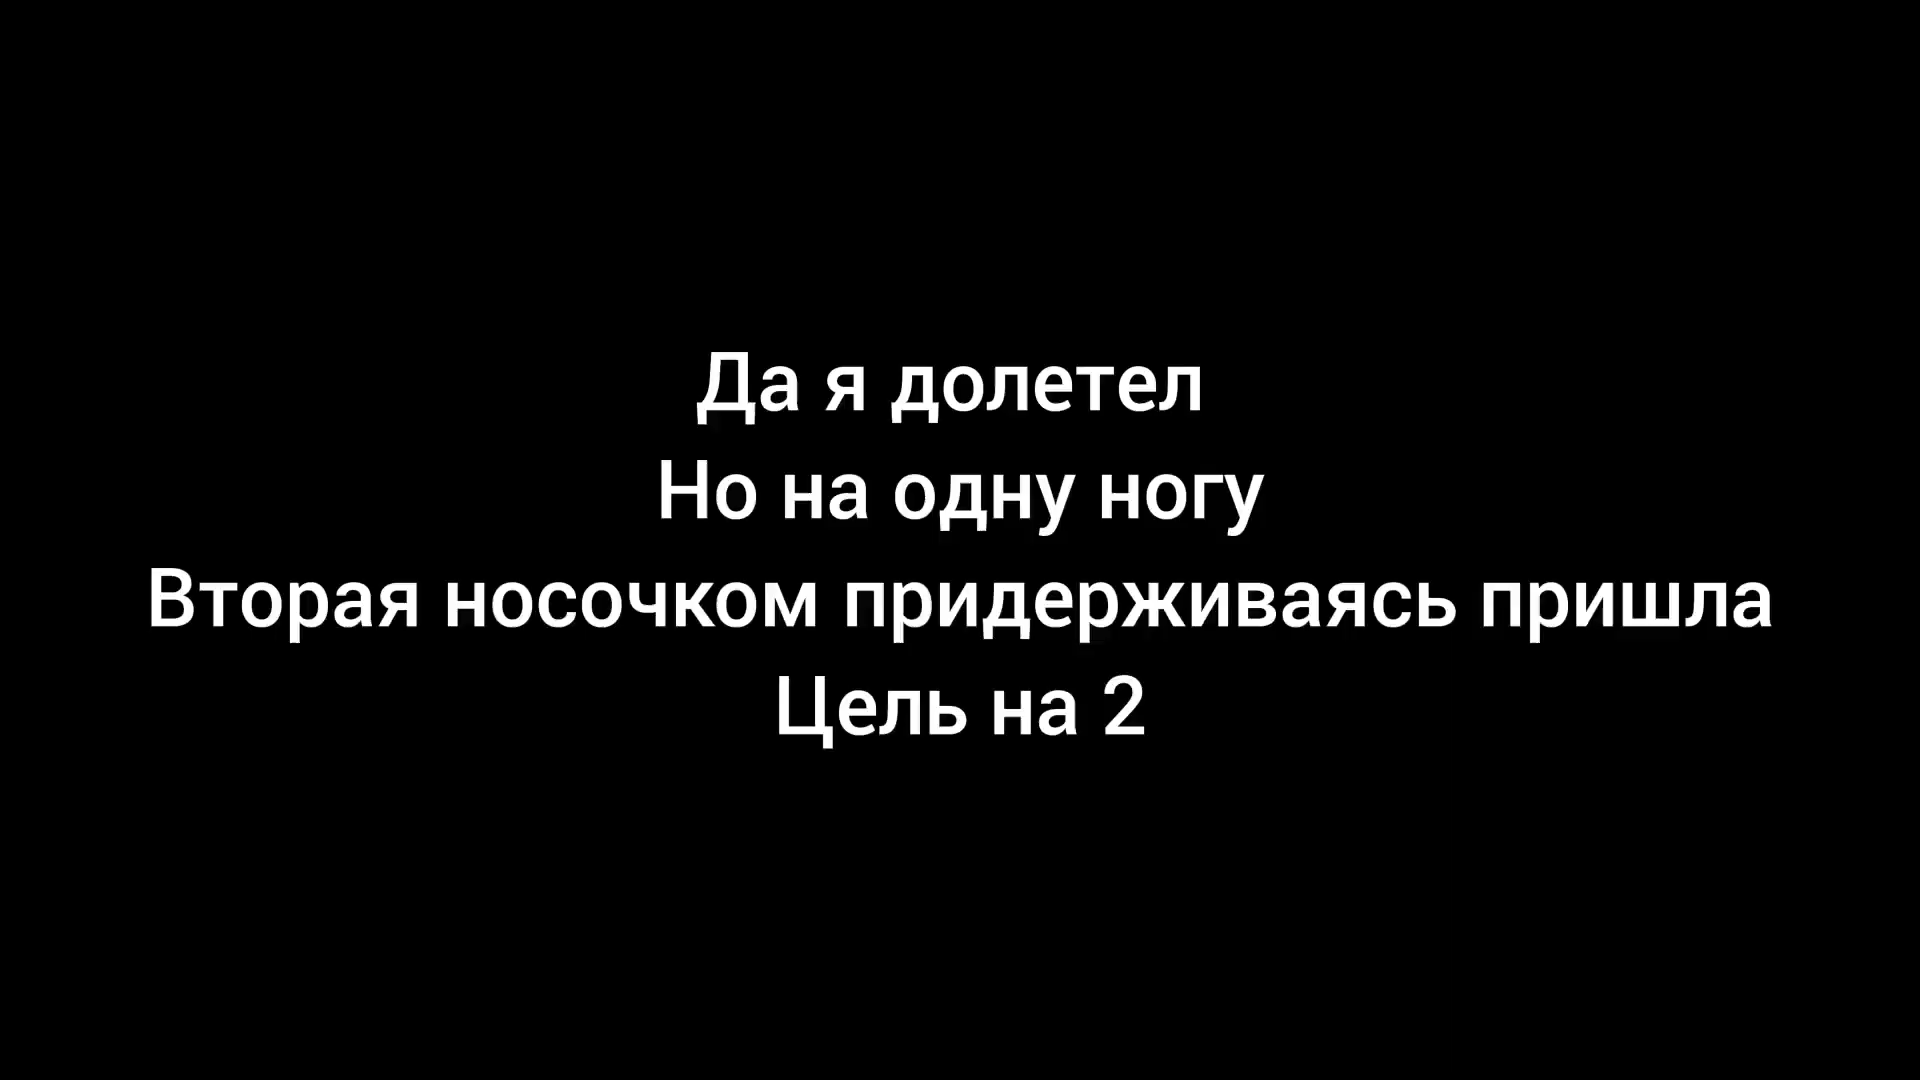 Да я долетел
Но на одну ногу
Вторая носочком придерживаясь пришла
Цель на 2